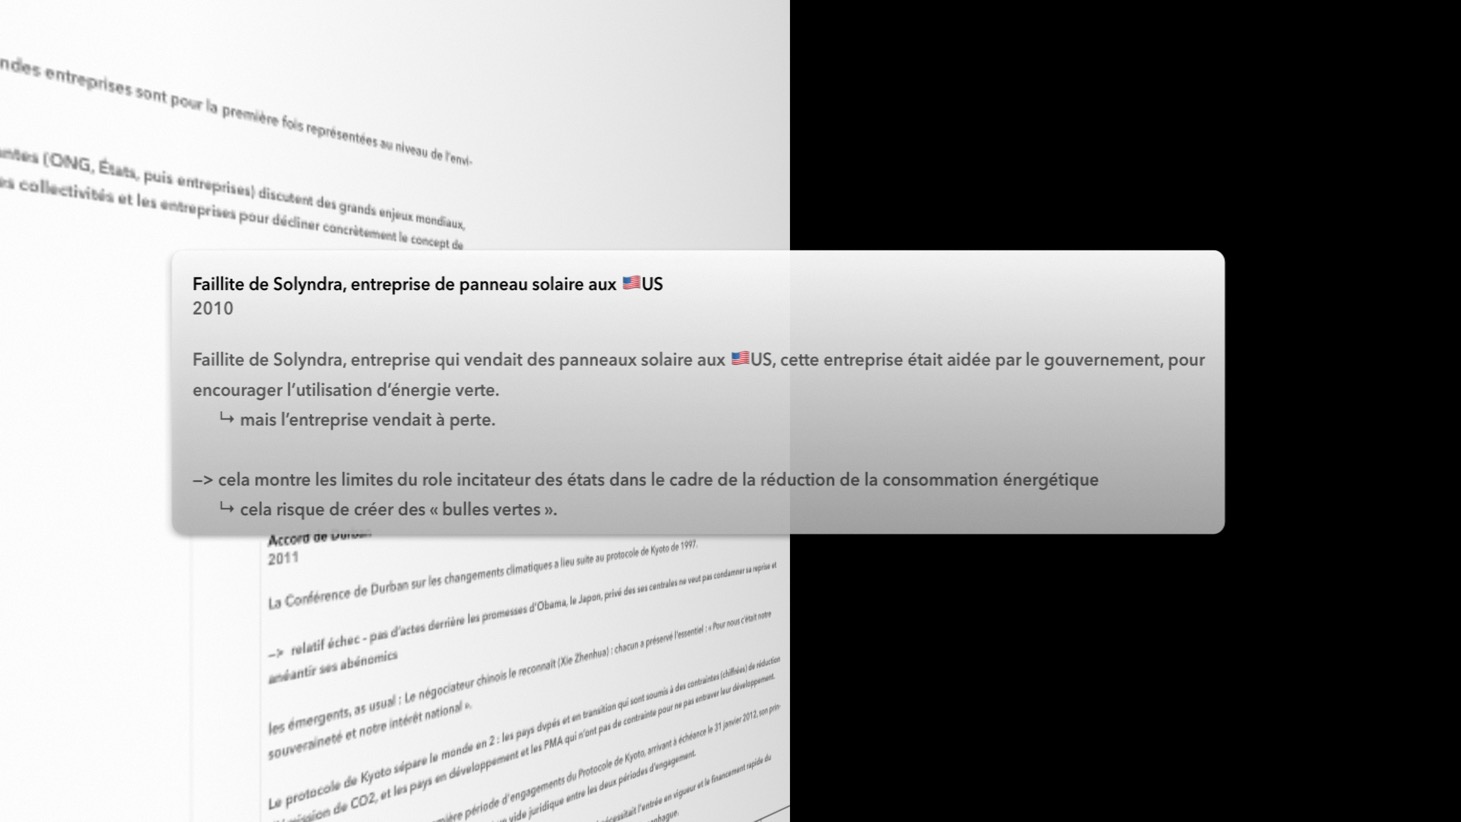 ndes entreprises sont pour la première fois représentées au niveau de l'envi-
antes (ONG, États, puis entreprises) discutent des grands enjeux mondiaux,
es collectivités et les entreprises pour décliner concrètement le concept de
Faillite de Solyndra, entreprise de panneau solaire aux 🇺🇸US
2010
Faillite de Solyndra, entreprise qui vendait des panneaux solaire aux 🇺🇸US, cette entreprise était aidée par le gouvernement, pour
encourager l'utilisation d'énergie verte.
↳ mais l'entreprise vendait à perte.
–> cela montre les limites du role incitateur des états dans le cadre de la réduction de la consommation énergétique
↳ cela risque de créer des « bulles vertes ».
Accord de Durban
2011
La Conférence de Durban sur les changements climatiques a lieu suite au protocole de Kyoto de 1997.
–> relatif échec - pas d'actes derrière les promesses d'Obama, le Japon, privé des ses centrales ne veut pas condamner sa reprise et
anéantir ses abénomics
les émergents, as usual : Le négociateur chinois le reconnait (Xie Zhenhua) : chacun a préservé l'essentiel : « Pour nous c'était notre
souveraineté et notre intérêt national ».
Le protocole de Kyoto sépare le monde en 2 : les pays dvpés et en transition qui sont soumis à des contraintes (chiffrées) de réduction
d'émission de CO2, et les pays en développement et les PMA qui n'ont pas de contrainte pour ne pas entraver leur développement.
mière période d'engagements du Protocole de Kyoto, arrivant à échéance le 31 janvier 2012, son prin-
vide juridique entre les deux périodes d'engagement.
nécessitait l'entrée en vigueur et le financement rapide du